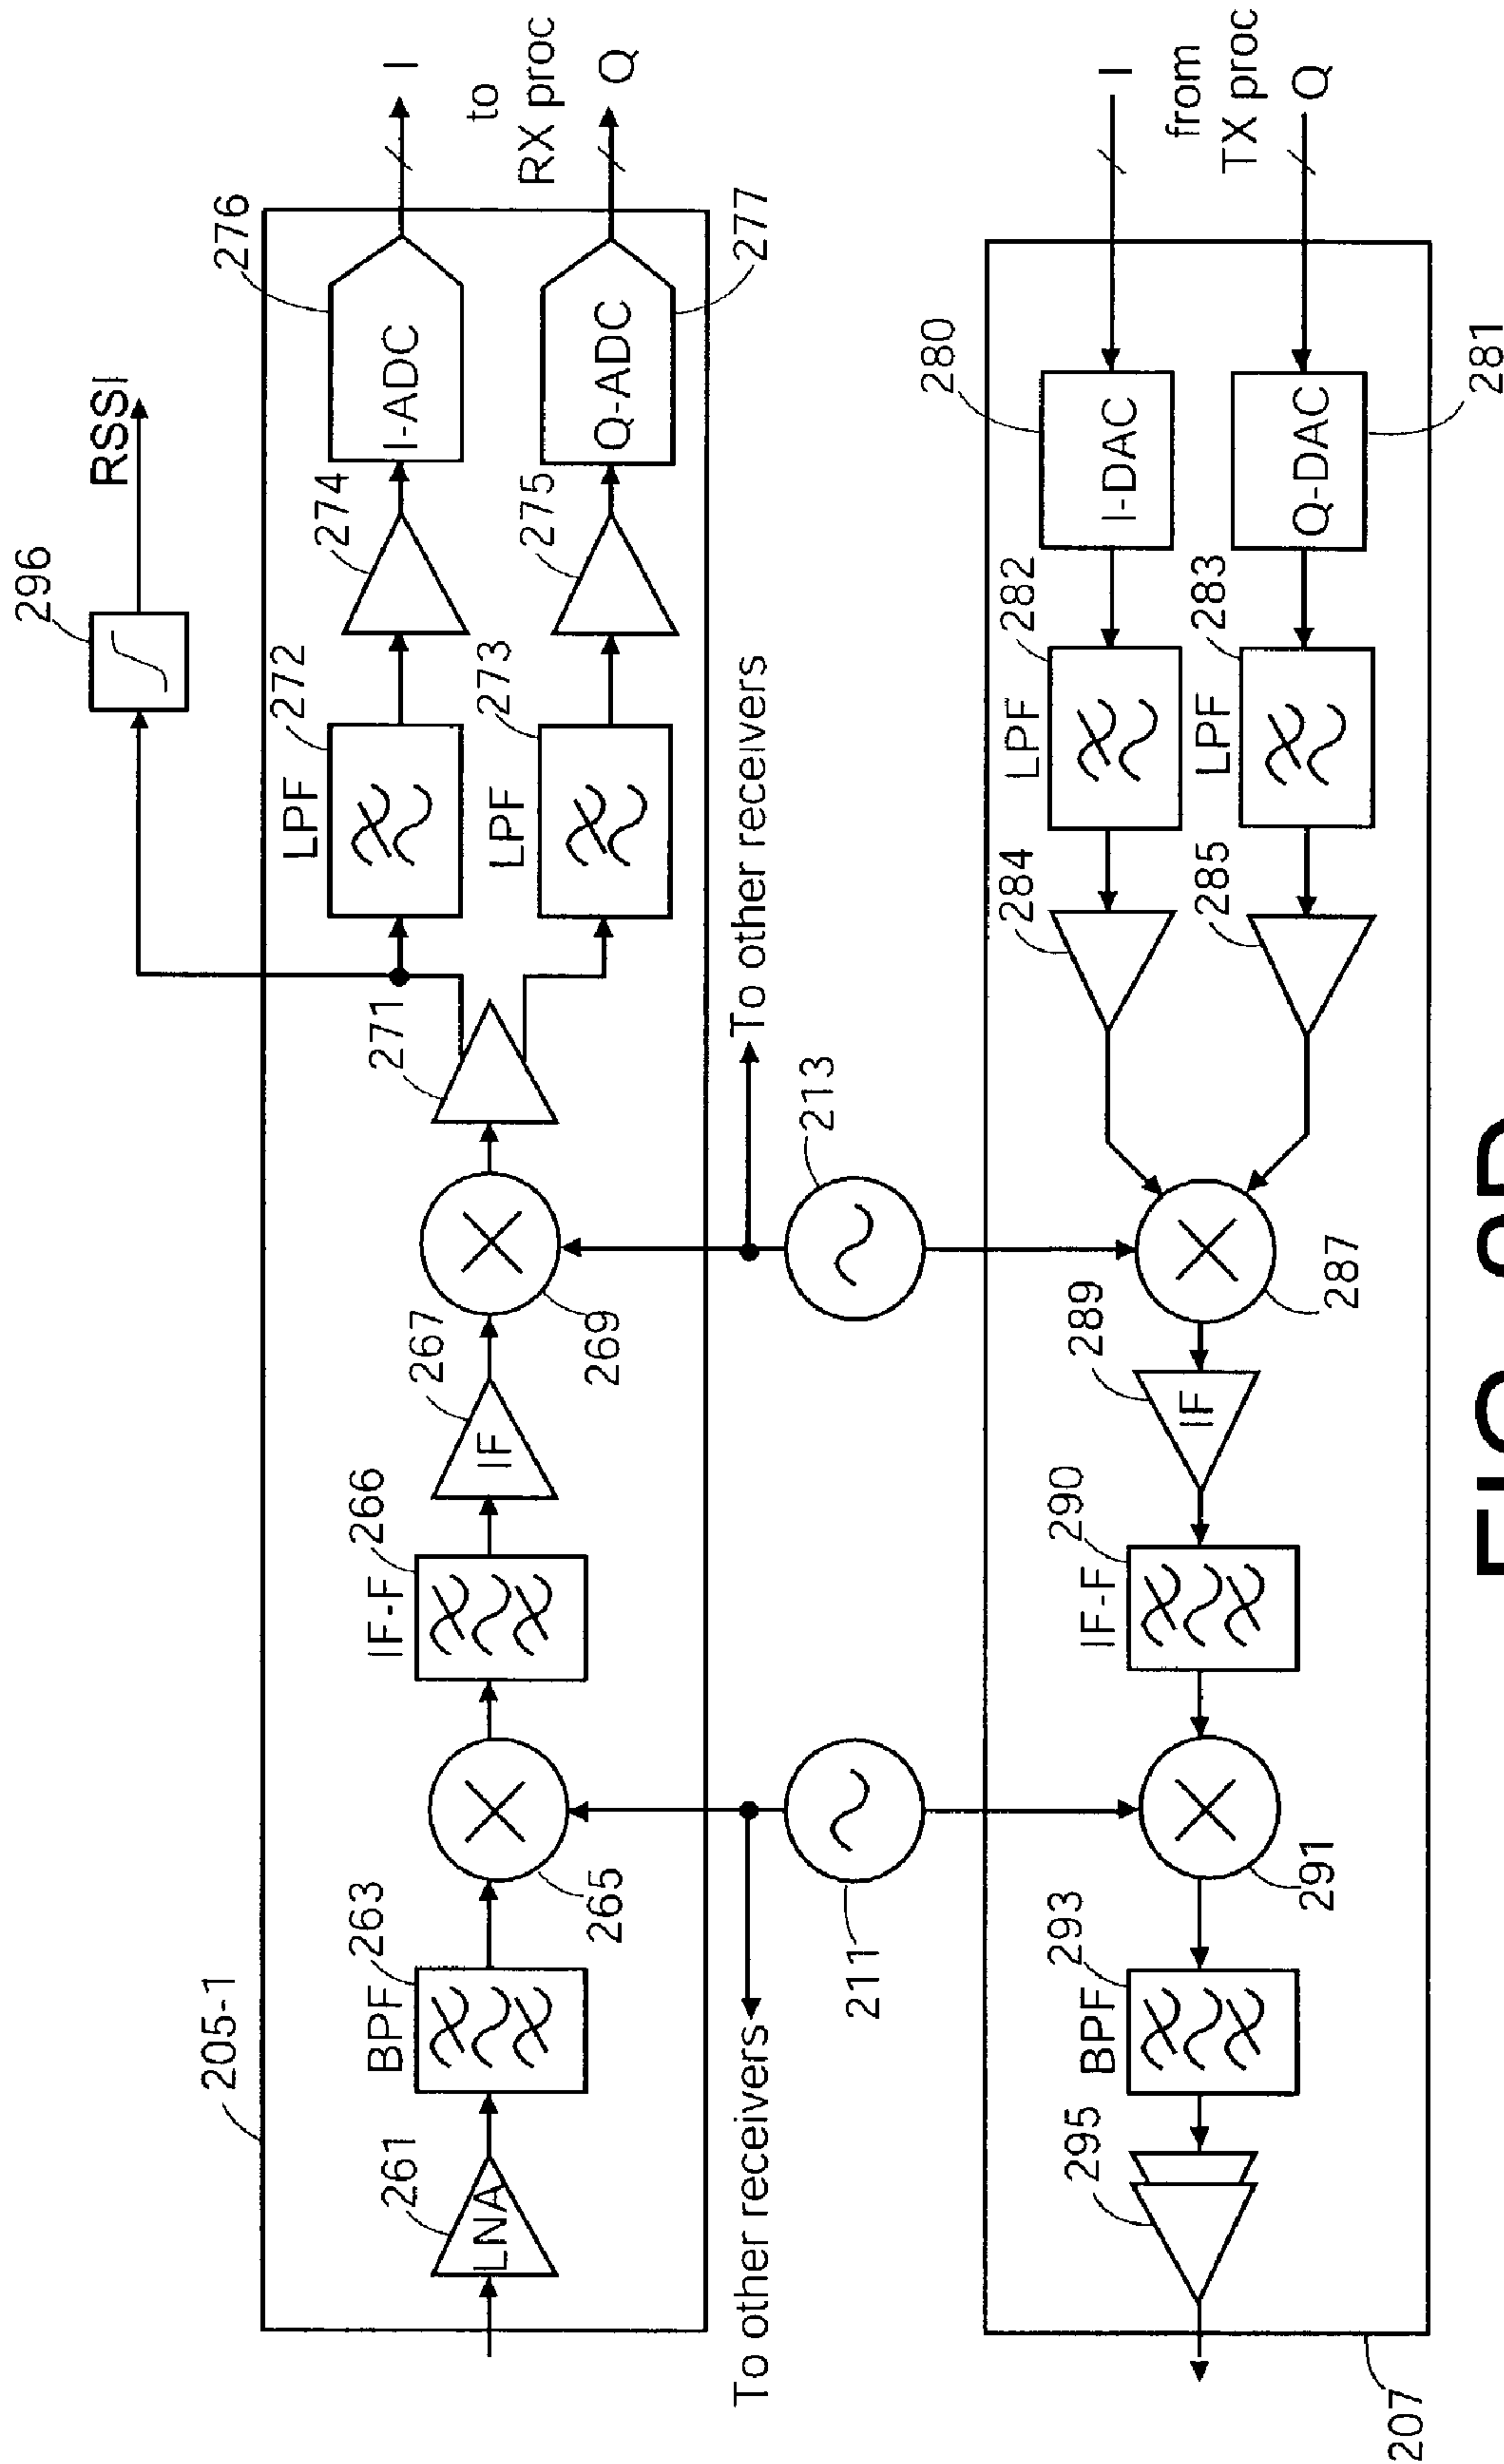 296
RSSI
205-1
276
272
274
LPF
I-ADC
I
271
to
RX proc
261
263
266
267
273
275
LNA
BPF
IF-F
IF
LPF
Q-ADC
Q
265
269
277
To other receivers
To other receivers
211
213
280
282
LPF
I-DAC
I
284
from
TX proc
295
293
290
289
283
BPF
IF-F
IF
285
LPF
Q-DAC
Q
291
287
281
207